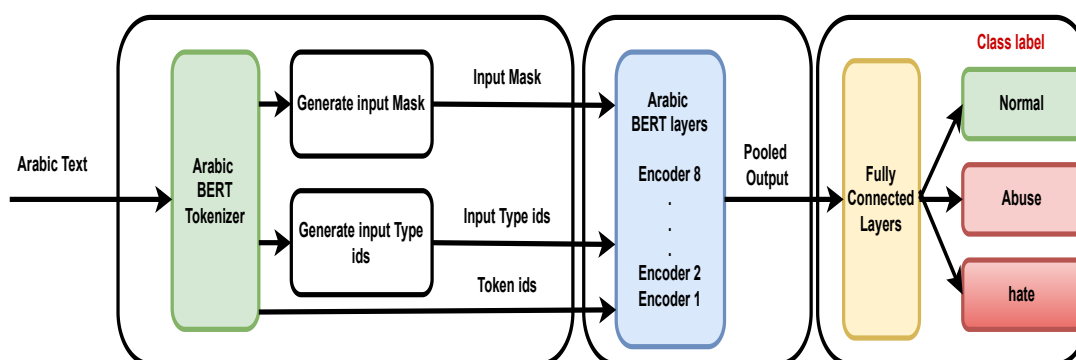 Arabic Text
Arabic
BERT
Tokenizer
Generate input Mask
Generate input Type
ids
Input Mask
Input Type ids
Token ids
Arabic
BERT layers
Encoder 8
.
.
.
Encoder 2
Encoder 1
Pooled
Output
Fully
Connected
Layers
Class label
Normal
Abuse
hate